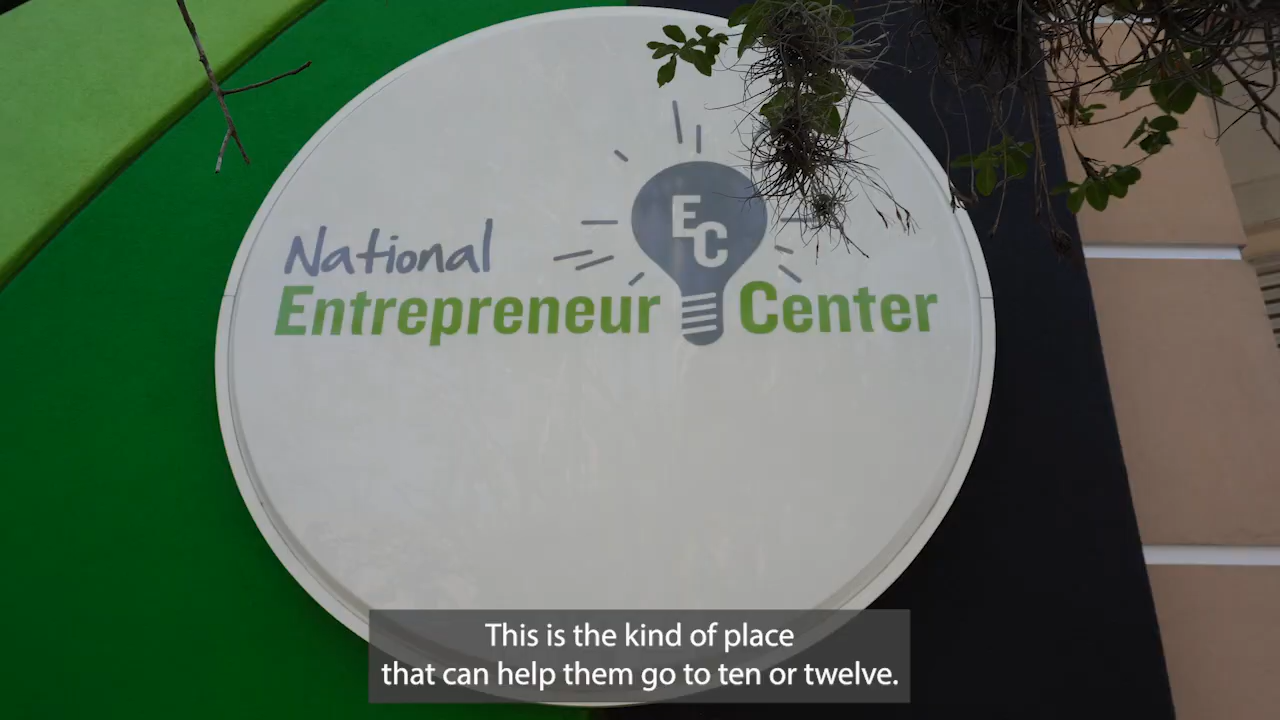 National
EC
Entrepreneur Center
This is the kind of place
that can help them go to ten or twelve.